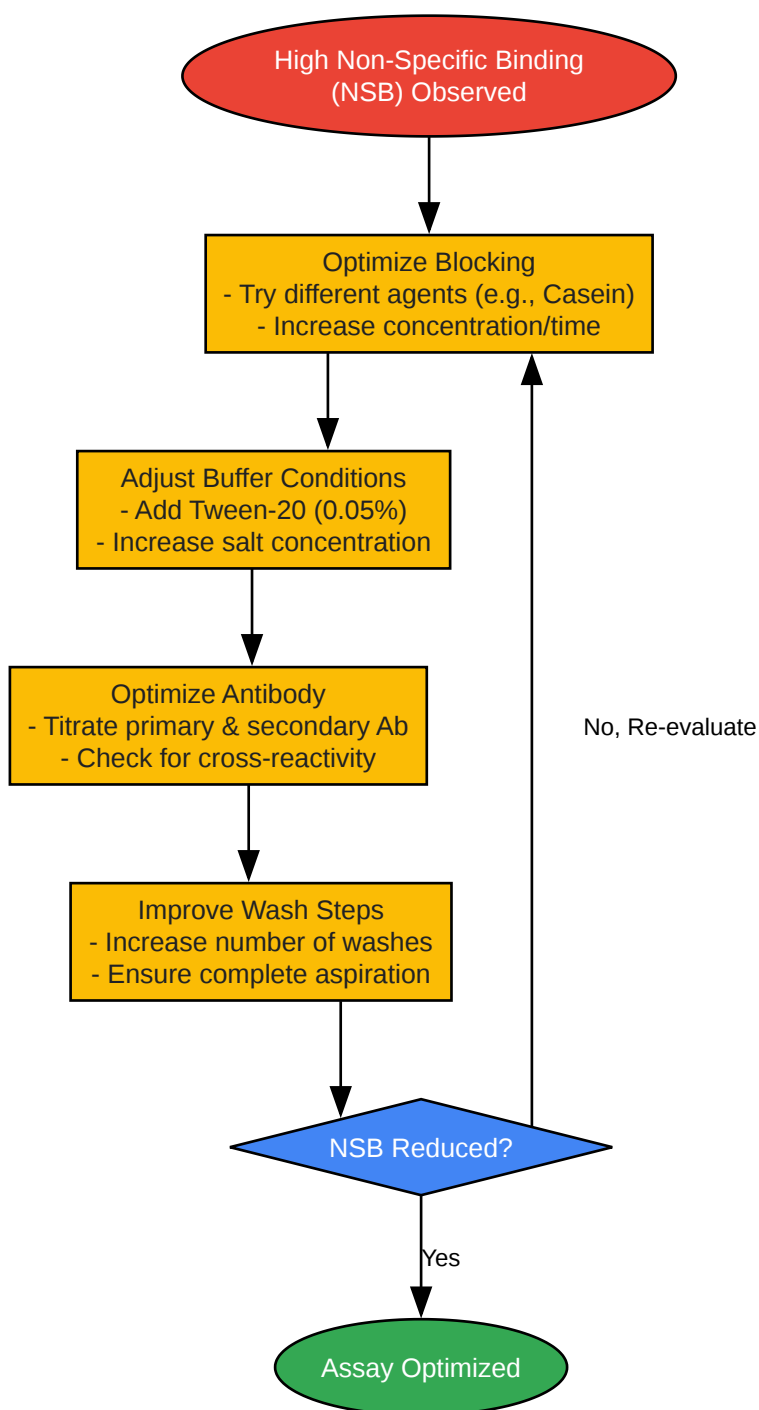 High Non-Specific Binding
(NSB) Observed
Optimize Blocking
- Try different agents (e.g., Casein)
- Increase concentration/time
Adjust Buffer Conditions
- Add Tween-20 (0.05%)
- Increase salt concentration
Optimize Antibody
- Titrate primary & secondary Ab
- Check for cross-reactivity
No, Re-evaluate
Improve Wash Steps
- Increase number of washes
- Ensure complete aspiration
NSB Reduced?
Yes
Assay Optimized